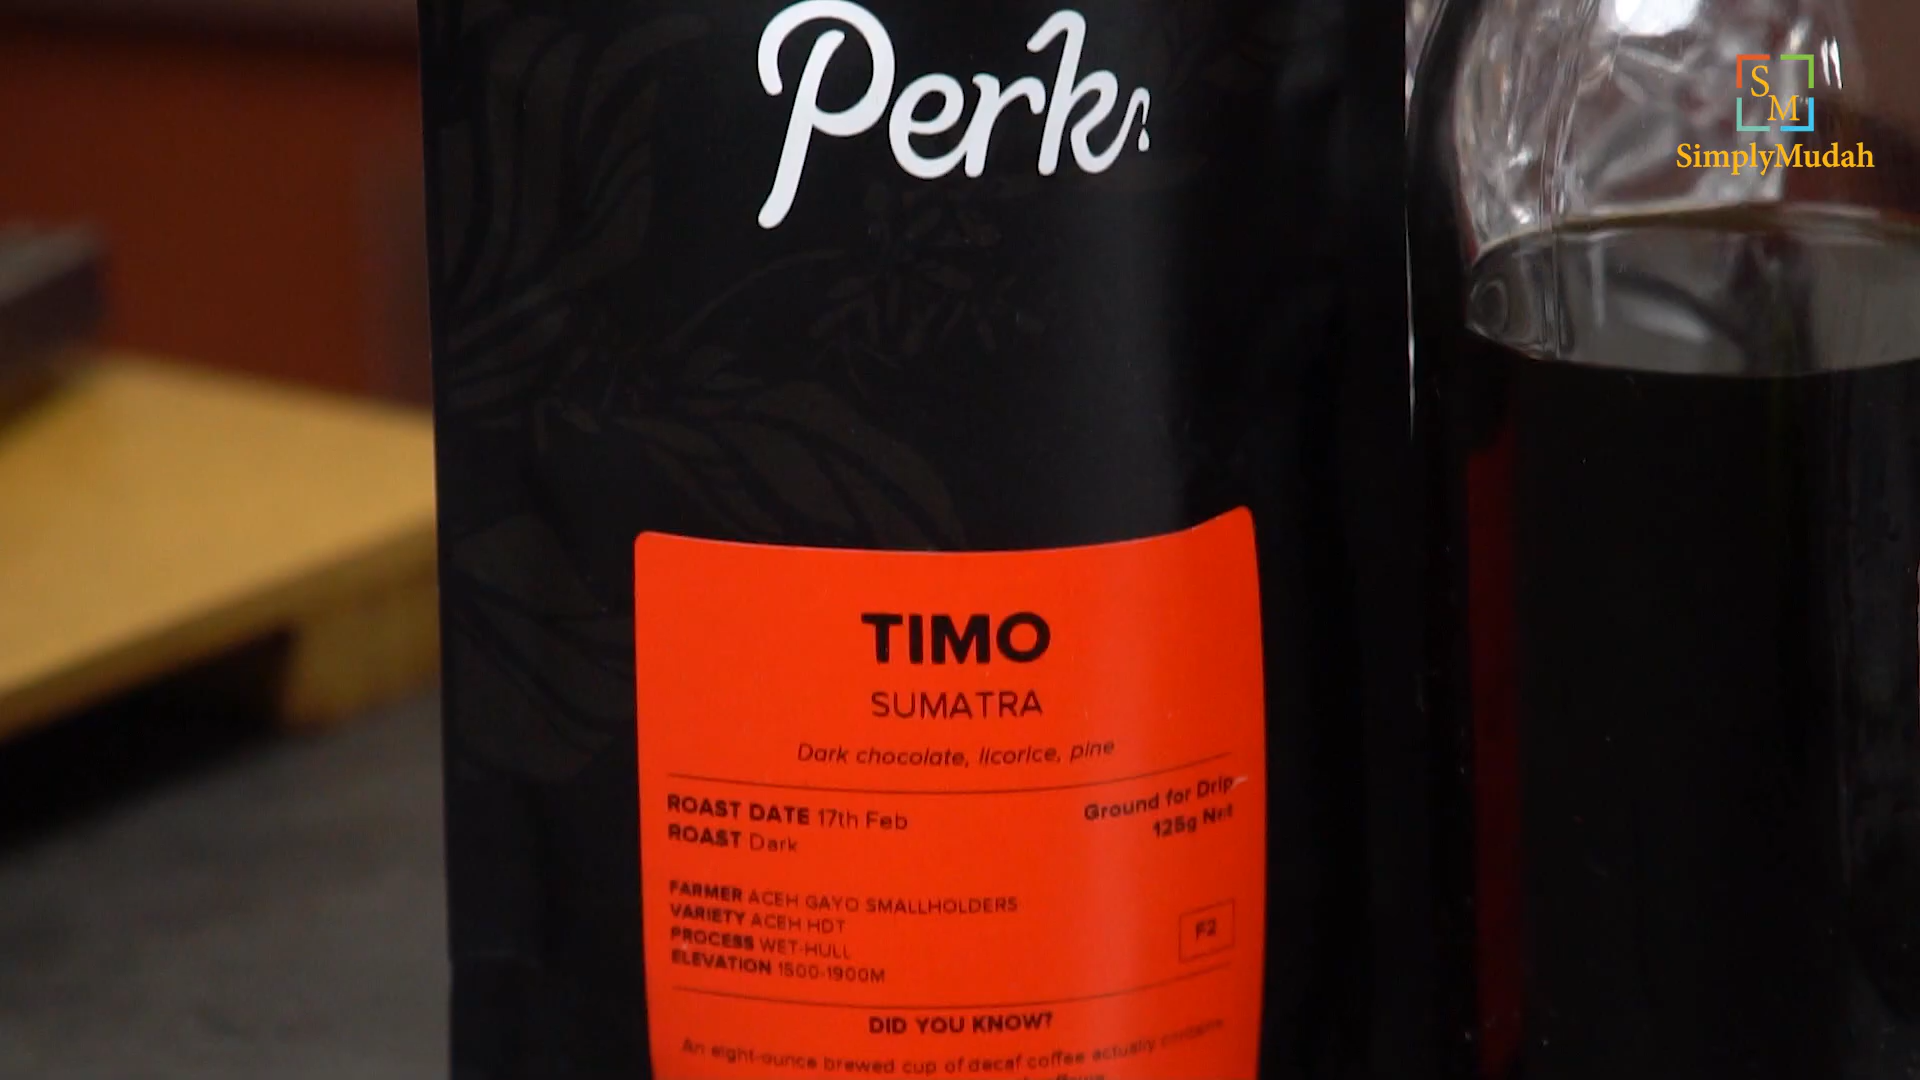 Perk
S
M
SimplyMudah
TIMO
SUMATRA
Dark chocolate, licorice, pine
ROAST DATE 17th Feb
ROAST Dark
Ground for Drip
125g Net
FARMER ACEH GAYO SMALLHOLDERS
VARIETY ACEH HDT
PROCESS WET-HULL
ELEVATION 1500-1900M
F2
DID YOU KNOW?
An eight-ounce brewed cup of decaf coffee actually contains